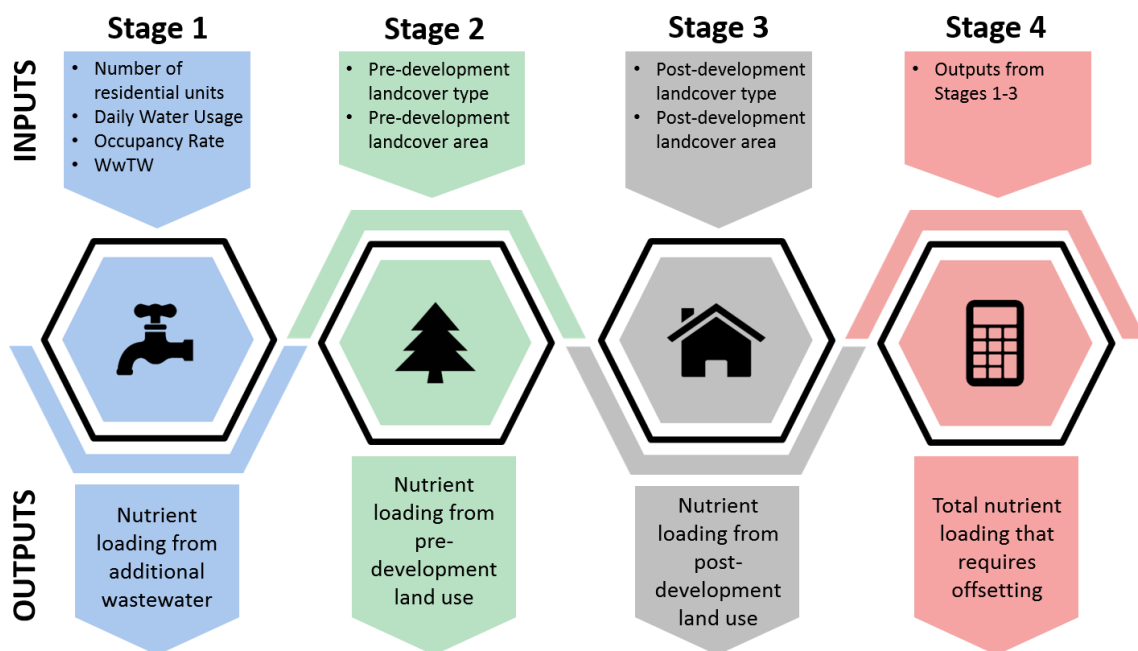 Stage 1
Stage 2
Stage 3
Stage 4
INPUTS
• Number of
residential units
• Daily Water Usage
• Occupancy Rate
• WwTW
• Pre-development
landcover type
• Pre-development
landcover area
• Post-development
landcover type
• Post-development
landcover area
• Outputs from
Stages 1-3
OUTPUTS
Nutrient
loading from
additional
wastewater
Nutrient
loading from
pre-
development
land use
Nutrient
loading from
post-
development
land use
Total nutrient
loading that
requires
offsetting